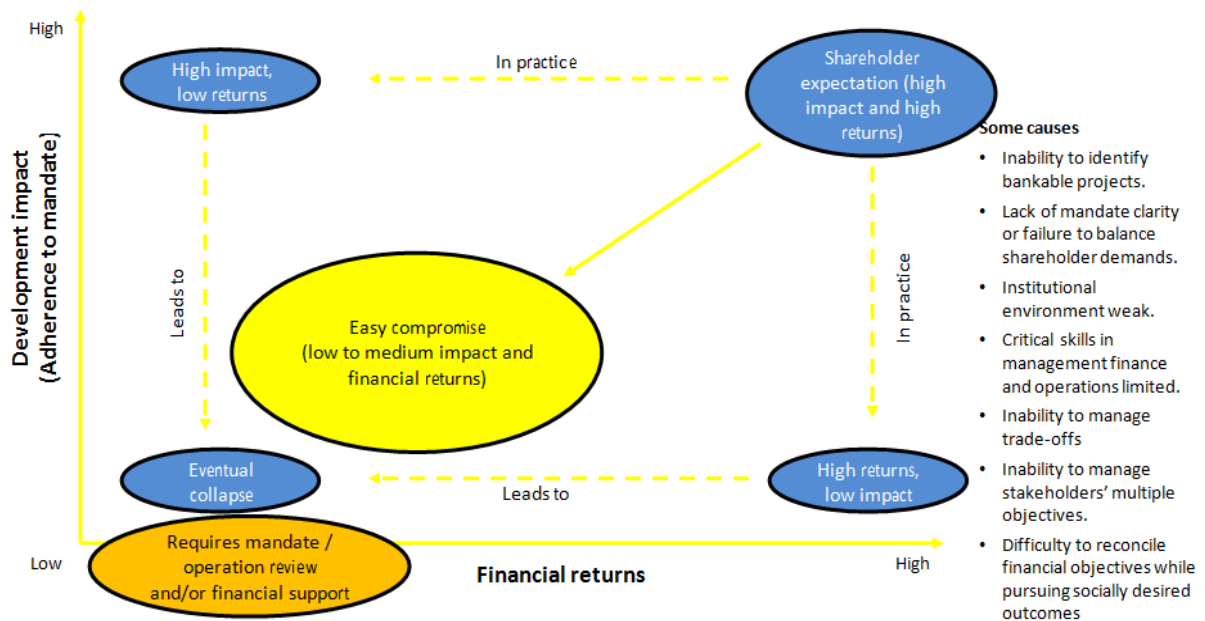 High
Development impact
(Adherence to mandate)
High impact,
low returns
In practice
Shareholder
expectation (high
impact and high
returns)
Leads to
Easy compromise
(low to medium impact and
financial returns)
In practice
Eventual
collapse
Leads to
High returns,
low impact
Requires mandate /
operation review
and/or financial support
Low
Financial returns
High
Some causes
• Inability to identify
bankable projects.
• Lack of mandate clarity
or failure to balance
shareholder demands.
• Institutional
environment weak.
• Critical skills in
management finance
and operations limited.
• Inability to manage
trade-offs
• Inability to manage
stakeholders’ multiple
objectives.
• Difficulty to reconcile
financial objectives while
pursuing socially desired
outcomes